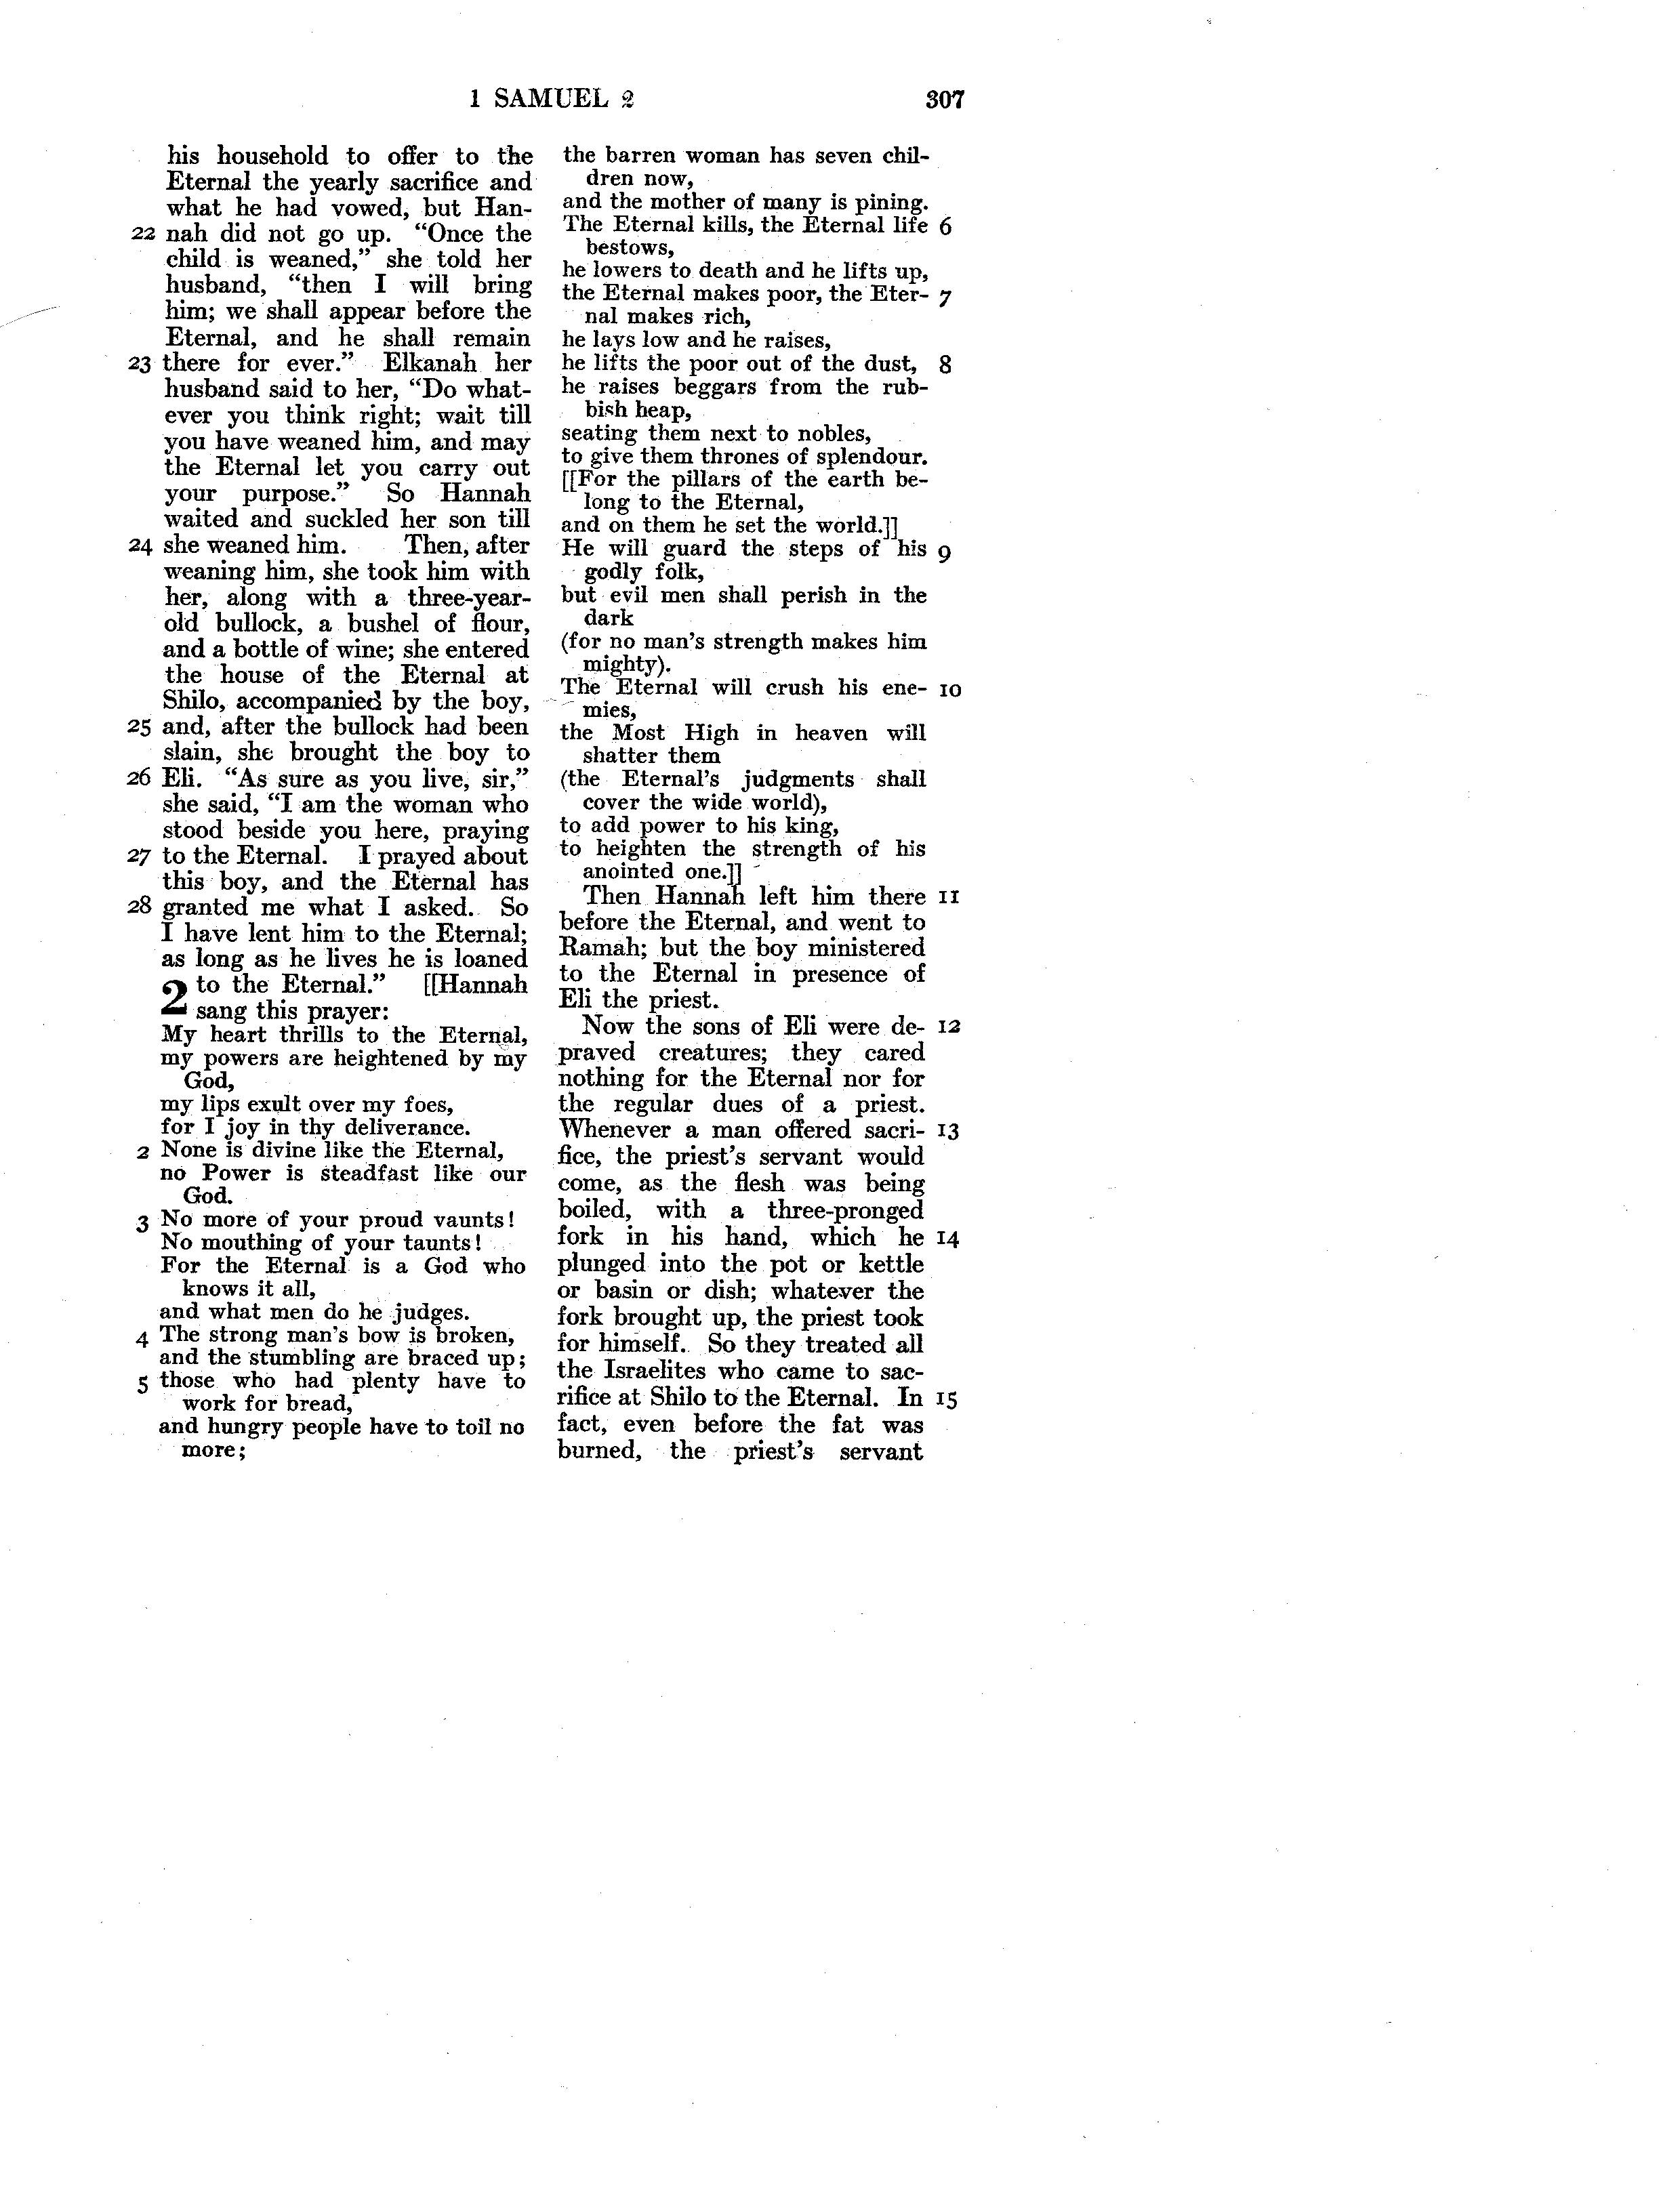 1 SAMUEL 2 307
his household to offer to the
Eternal the yearly sacrifice and
what he had vowed, but Han-
22 nah did not go up. “Once the
child is weaned,” she told her
husband, “then I will bring
him; we shall appear before the
Eternal, and he shall remain
23 there for ever.” Elkanah her
husband said to her, “Do what-
ever you think right; wait till
you have weaned him, and may
the Eternal let you carry out
your purpose.” So Hannah
waited and suckled her son till
24 she weaned him. Then, after
weaning him, she took him with
her, along with a three-year-
old bullock, a bushel of flour,
and a bottle of wine; she entered
the house of the Eternal at
Shilo, accompanied by the boy,
25 and, after the bullock had been
slain, she brought the boy to
26 Eli. “As sure as you live, sir,”
she said, “I am the woman who
stood beside you here, praying
27 to the Eternal. I prayed about
this boy, and the Eternal has
28 granted me what I asked. So
I have lent him to the Eternal;
as long as he lives he is loaned
to the Eternal.” [[Hannah
2 sang this prayer:
My heart thrills to the Eternal,
my powers are heightened by my
God,
my lips exult over my foes,
for I joy in thy deliverance.
2 None is divine like the Eternal,
no Power is steadfast like our
God.
3 No more of your proud vaunts!
No mouthing of your taunts!
For the Eternal is a God who
knows it all,
and what men do he judges.
4 The strong man’s bow is broken,
and the stumbling are braced up;
5 those who had plenty have to
work for bread,
and hungry people have to toil no
more;
the barren woman has seven chil-
dren now,
and the mother of many is pining.
The Eternal kills, the Eternal life 6
bestows,
he lowers to death and he lifts up,
the Eternal makes poor, the Eter- 7
nal makes rich,
he lays low and he raises,
he lifts the poor out of the dust, 8
he raises beggars from the rub-
bish heap,
seating them next to nobles,
to give them thrones of splendour.
[[For the pillars of the earth be-
long to the Eternal,
and on them he set the world.]]
He will guard the steps of his 9
godly folk,
but evil men shall perish in the
dark
(for no man’s strength makes him
mighty).
The Eternal will crush his ene- 10
mies,
the Most High in heaven will
shatter them
(the Eternal’s judgments shall
cover the wide world),
to add power to his king,
to heighten the strength of his
anointed one.]]
Then Hannah left him there 11
before the Eternal, and went to
Ramah; but the boy ministered
to the Eternal in presence of
Eli the priest.
Now the sons of Eli were de- 12
praved creatures; they cared
nothing for the Eternal nor for
the regular dues of a priest.
Whenever a man offered sacri- 13
fice, the priest’s servant would
come, as the flesh was being
boiled, with a three-pronged
fork in his hand, which he 14
plunged into the pot or kettle
or basin or dish; whatever the
fork brought up, the priest took
for himself. So they treated all
the Israelites who came to sac-
rifice at Shilo to the Eternal. In 15
fact, even before the fat was
burned, the priest’s servant